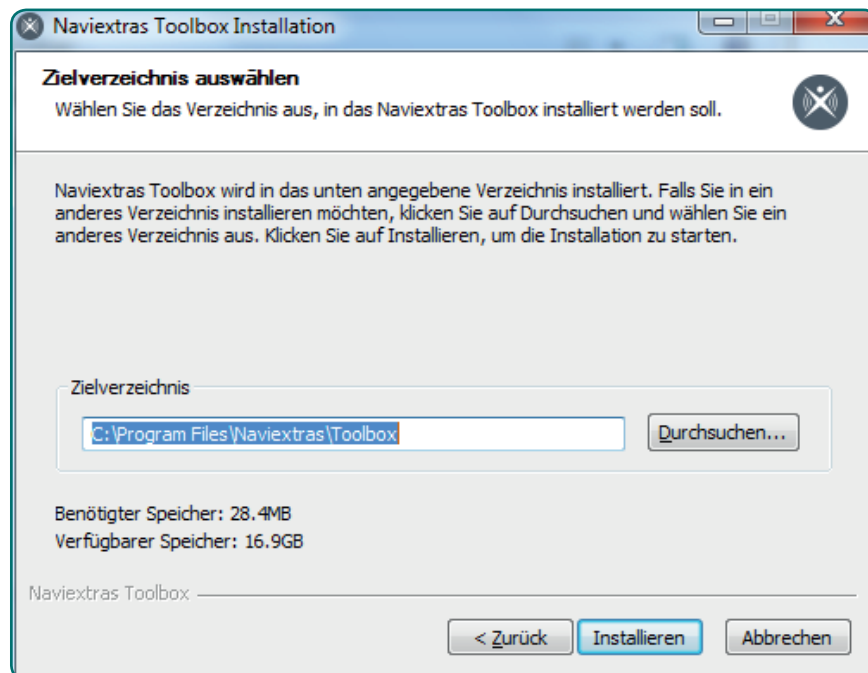 Naviextras Toolbox Installation
Zielverzeichnis auswählen
Wählen Sie das Verzeichnis aus, in das Naviextras Toolbox installiert werden soll.
Naviextras Toolbox wird in das unten angegebene Verzeichnis installiert. Falls Sie in ein
anderes Verzeichnis installieren möchten, klicken Sie auf Durchsuchen und wählen Sie ein
anderes Verzeichnis aus. Klicken Sie auf Installieren, um die Installation zu starten.
Zielverzeichnis
C:\Program Files\Naviextras\Toolbox
Durchsuchen...
Benötigter Speicher: 28.4MB
Verfügbarer Speicher: 16.9GB
Naviextras Toolbox
< Zurück
Installieren
Abbrechen